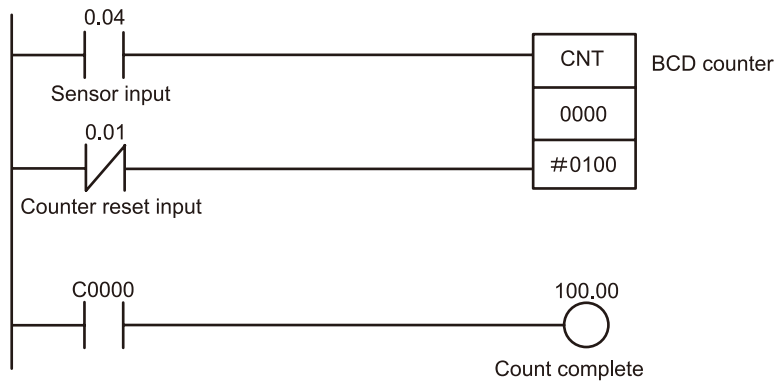 0.04
CNT
BCD counter
Sensor input
0000
0.01
#0100
Counter reset input
C0000
100.00
Count complete